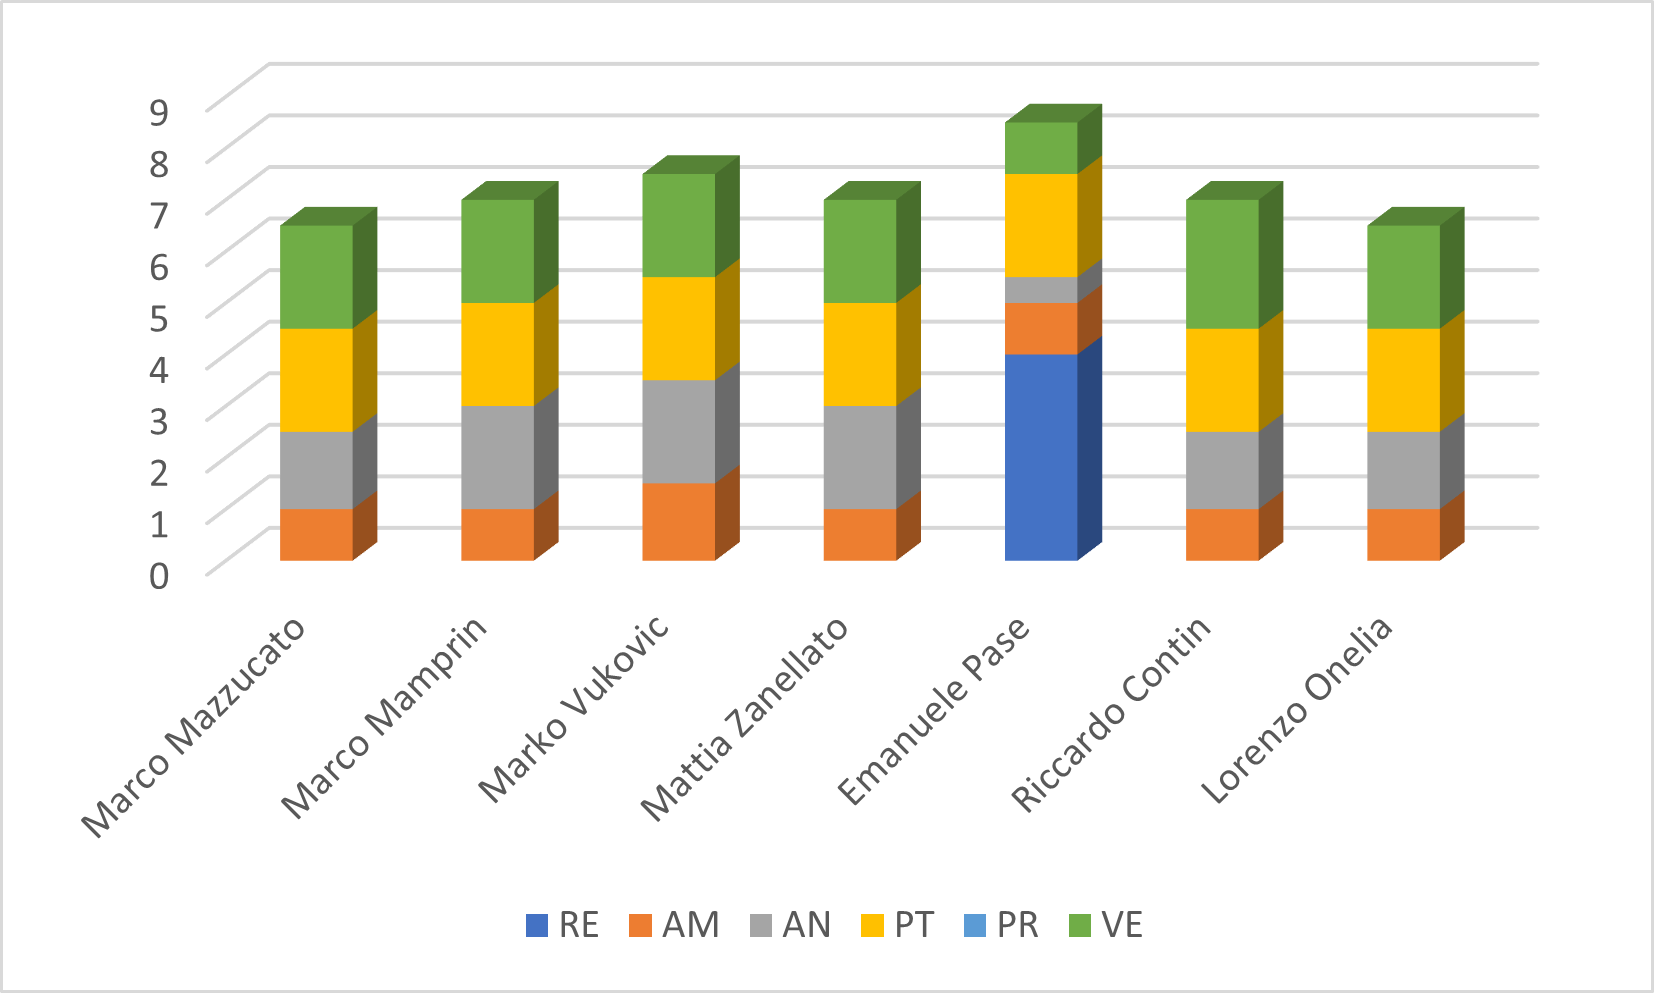 9
8
7
6
5
4
3
2
1
0
Marco Mazzucato
Marco Mamprin
Marko Vukovic
Mattia Zanellato
Emanuele Pase
Riccardo Contin
Lorenzo Onelia
RE AM AN PT PR VE